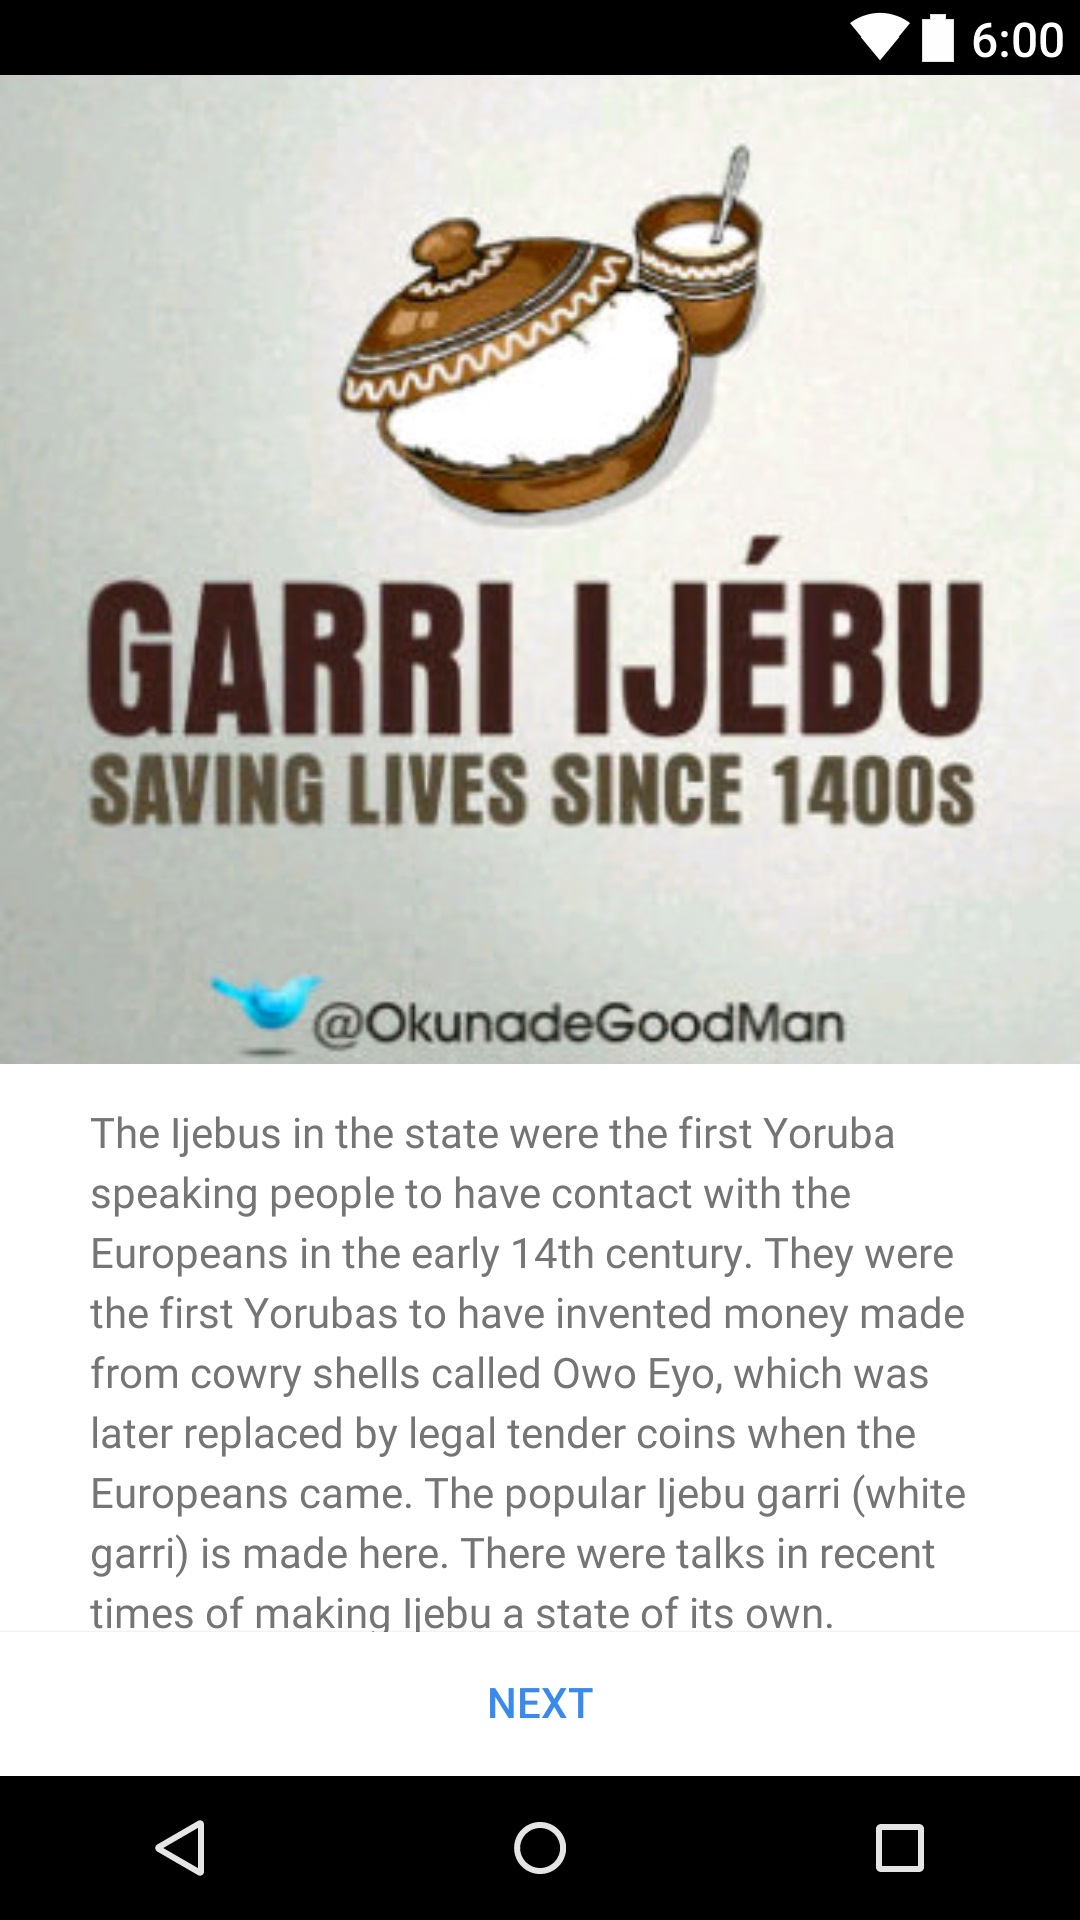 6:00
GARRI IJÉBU
SAVING LIVES SINCE 1400s
@OkunadeGoodMan
The Ijebus in the state were the first Yoruba
speaking people to have contact with the
Europeans in the early 14th century. They were
the first Yorubas to have invented money made
from cowry shells called Owo Eyo, which was
later replaced by legal tender coins when the
Europeans came. The popular Ijebu garri (white
garri) is made here. There were talks in recent
times of making Ijebu a state of its own.
NEXT